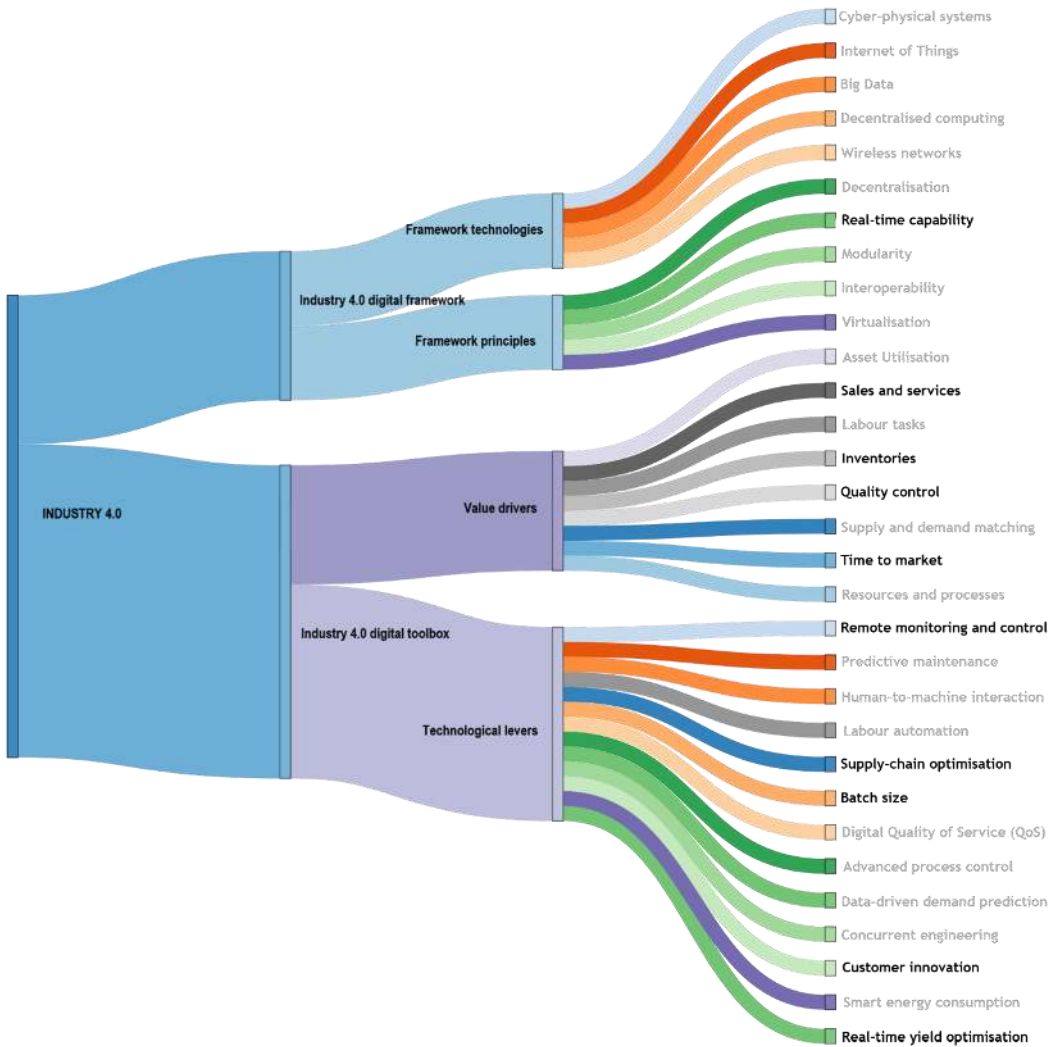 INDUSTRY 4.0
Industry 4.0 digital framework
Industry 4.0 digital toolbox
Framework technologies
Framework principles
Value drivers
Technological levers
Cyber-physical systems
Internet of Things
Big Data
Decentralised computing
Wireless networks
Decentralisation
Real-time capability
Modularity
Interoperability
Virtualisation
Asset Utilisation
Sales and services
Labour tasks
Inventories
Quality control
Supply and demand matching
Time to market
Resources and processes
Remote monitoring and control
Predictive maintenance
Human-to-machine interaction
Labour automation
Supply-chain optimisation
Batch size
Digital Quality of Service (QoS)
Advanced process control
Data-driven demand prediction
Concurrent engineering
Customer innovation
Smart energy consumption
Real-time yield optimisation